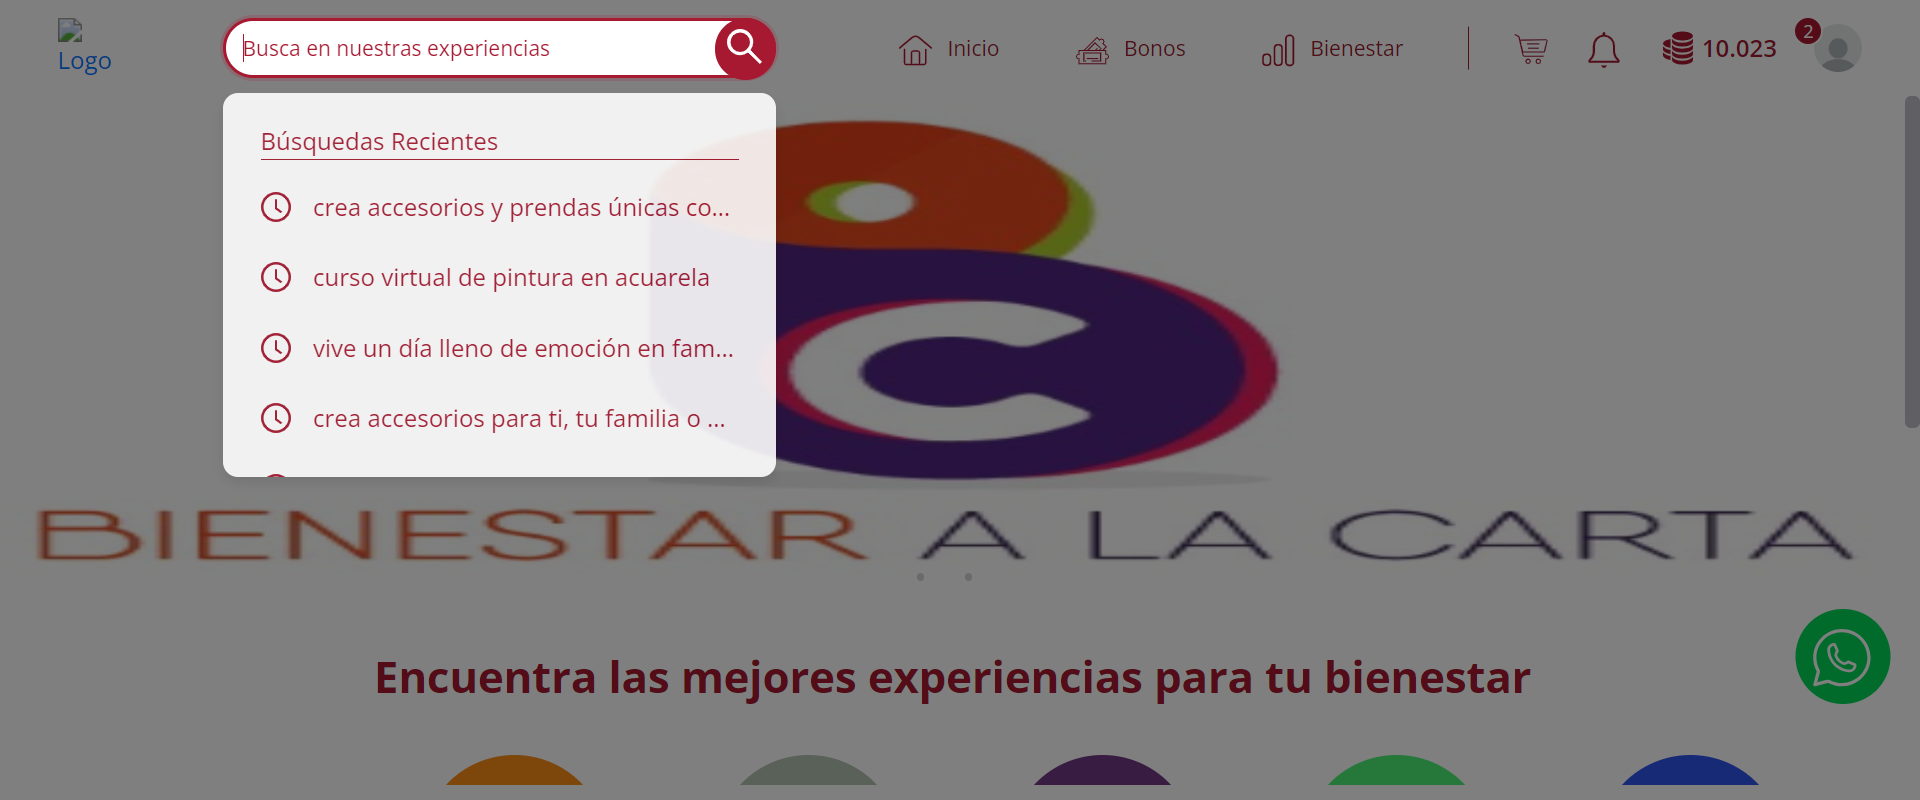 Logo
Busca en nuestras experiencias
Inicio
Bonos
Bienestar
10.023
2
Búsquedas Recientes
crea accesorios y prendas únicas co...
curso virtual de pintura en acuarela
vive un día lleno de emoción en fam...
crea accesorios para ti, tu familia o ...
BIENESTAR A LA CARTA
Encuentra las mejores experiencias para tu bienestar